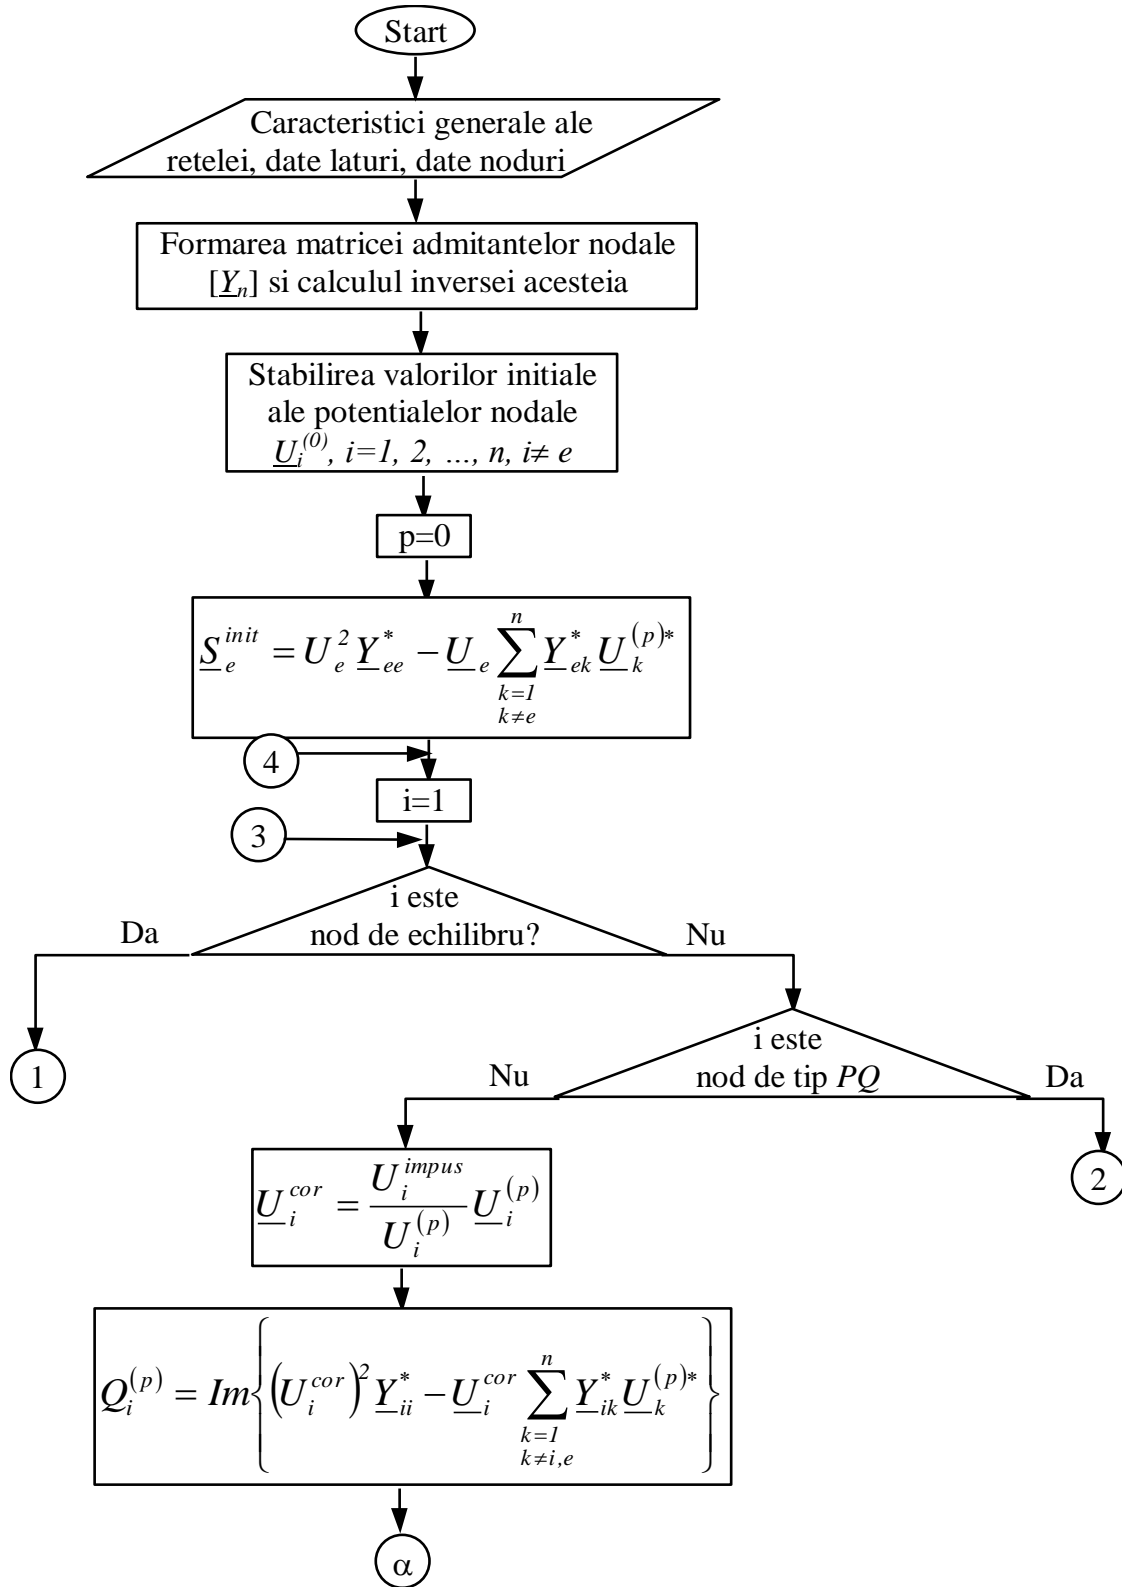 Start
Caracteristici generale ale
retelei, date laturi, date noduri
Formarea matricei admitantelor nodale
[Y_n] si calculul inversei acesteia
Stabilirea valorilor initiale
ale potentialelor nodale
U_i^(0), i=1, 2, ..., n, i≠ e
p=0
S_e^init = U_e^2 Y_ee^* − U_e ∑_{k=1, k≠e}^n Y_ek^* U_k^(p)*
4
i=1
3
i este
nod de echilibru?
Da
Nu
i este
nod de tip PQ
Nu
Da
1
2
U_i^cor = U_i^impus / U_i^(p) U_i^(p)
Q_i^(p) = Im{(U_i^cor)^2 Y_ii^* − U_i^cor ∑_{k=1, k≠i,e}^n Y_ik^* U_k^(p)*}
α